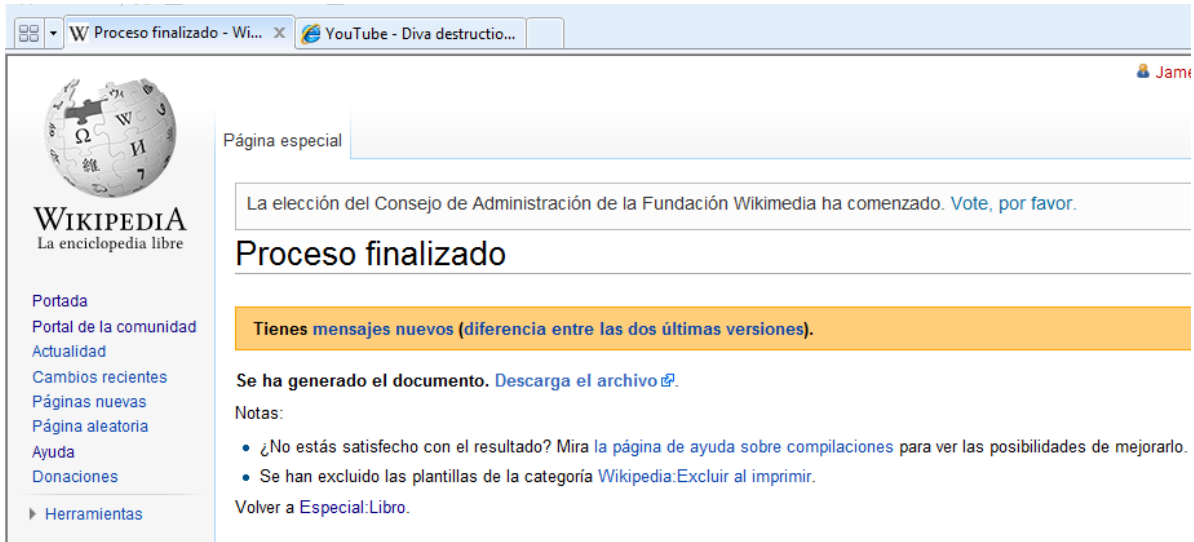 Proceso finalizado - Wi... x YouTube - Diva destructio...
Jame
Página especial
La elección del Consejo de Administración de la Fundación Wikimedia ha comenzado. Vote, por favor.
WIKIPEDIA
La enciclopedia libre
Proceso finalizado
Tienes mensajes nuevos (diferencia entre las dos últimas versiones).
Se ha generado el documento. Descarga el archivo.
Notas:
• ¿No estás satisfecho con el resultado? Mira la página de ayuda sobre compilaciones para ver las posibilidades de mejorarlo.
• Se han excluido las plantillas de la categoría Wikipedia:Excluir al imprimir.
Volver a Especial:Libro.
Portada
Portal de la comunidad
Actualidad
Cambios recientes
Páginas nuevas
Página aleatoria
Ayuda
Donaciones
Herramientas